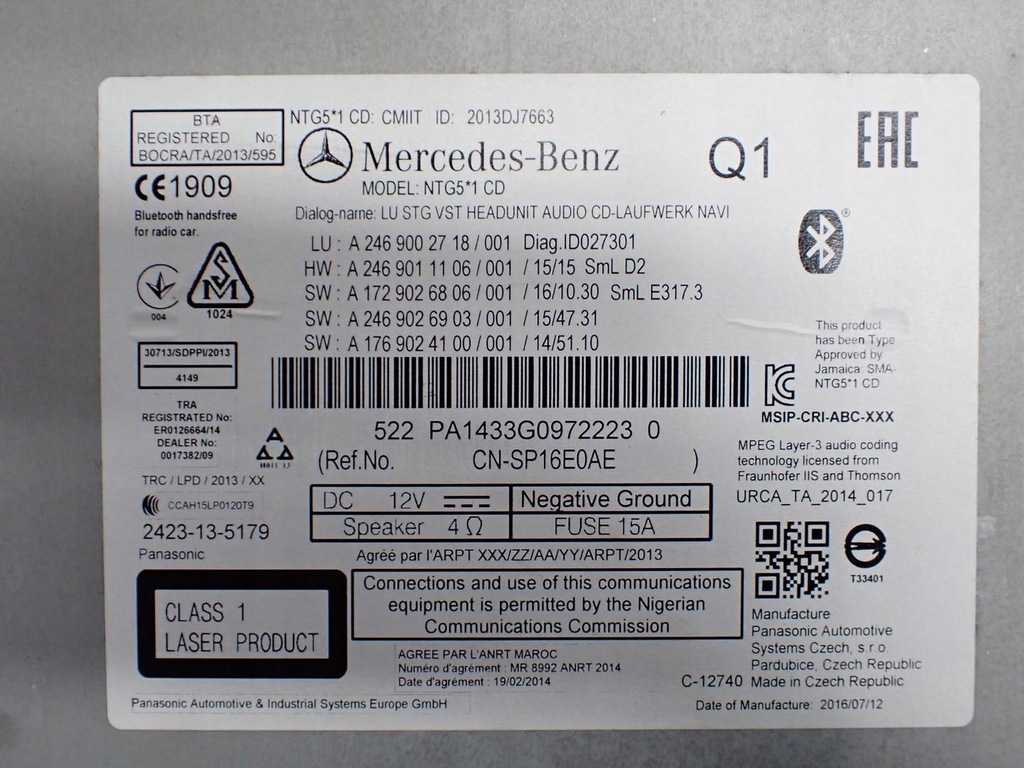 BTA
REGISTERED No:
BOCRA/TA/2013/595
NTG5*1 CD: CMIIT ID: 2013DJ7663
Mercedes-Benz
MODEL: NTG5*1 CD
Q1
EAC
CE1909
Bluetooth handsfree
for radio car.
Dialog-name: LU STG VST HEADUNIT AUDIO CD-LAUFWERK NAVI
LU : A 246 900 27 18 / 001 Diag.ID027301
HW : A 246 901 11 06 / 001 / 15/15 SmL D2
SW : A 172 902 68 06 / 001 / 16/10.30 SmL E317.3
SW : A 246 902 69 03 / 001 / 15/47.31
SW : A 176 902 41 00 / 001 / 14/51.10
004
SM
1024
This product
has been Type
Approved by
Jamaica: SMA-
NTG5*1 CD
30713/SDPPI/2013
4149
MSIP-CRI-ABC-XXX
TRA
REGISTRATED No:
ER0126664/14
DEALER No:
0017382/09
522 PA1433G0972223 0
(Ref.No. CN-SP16E0AE )
MPEG Layer-3 audio coding
technology licensed from
Fraunhofer IIS and Thomson
URCA_TA_2014_017
TRC / LPD / 2013 / XX
CCAH15LP0120T9
2423-13-5179
Panasonic
DC 12V Negative Ground
Speaker 4 Ω FUSE 15A
Agréé par l'ARPT XXX/ZZ/AA/YY/ARPT/2013
T33401
CLASS 1
LASER PRODUCT
Connections and use of this communications
equipment is permitted by the Nigerian
Communications Commission
Manufacture
Panasonic Automotive
Systems Czech, s.r.o.
Pardubice, Czech Republic
Made in Czech Republic
AGREE PAR L'ANRT MAROC
Numéro d'agrément : MR 8992 ANRT 2014
Date d'agrément : 19/02/2014
C-12740
Panasonic Automotive & Industrial Systems Europe GmbH
Date of Manufacture: 2016/07/12